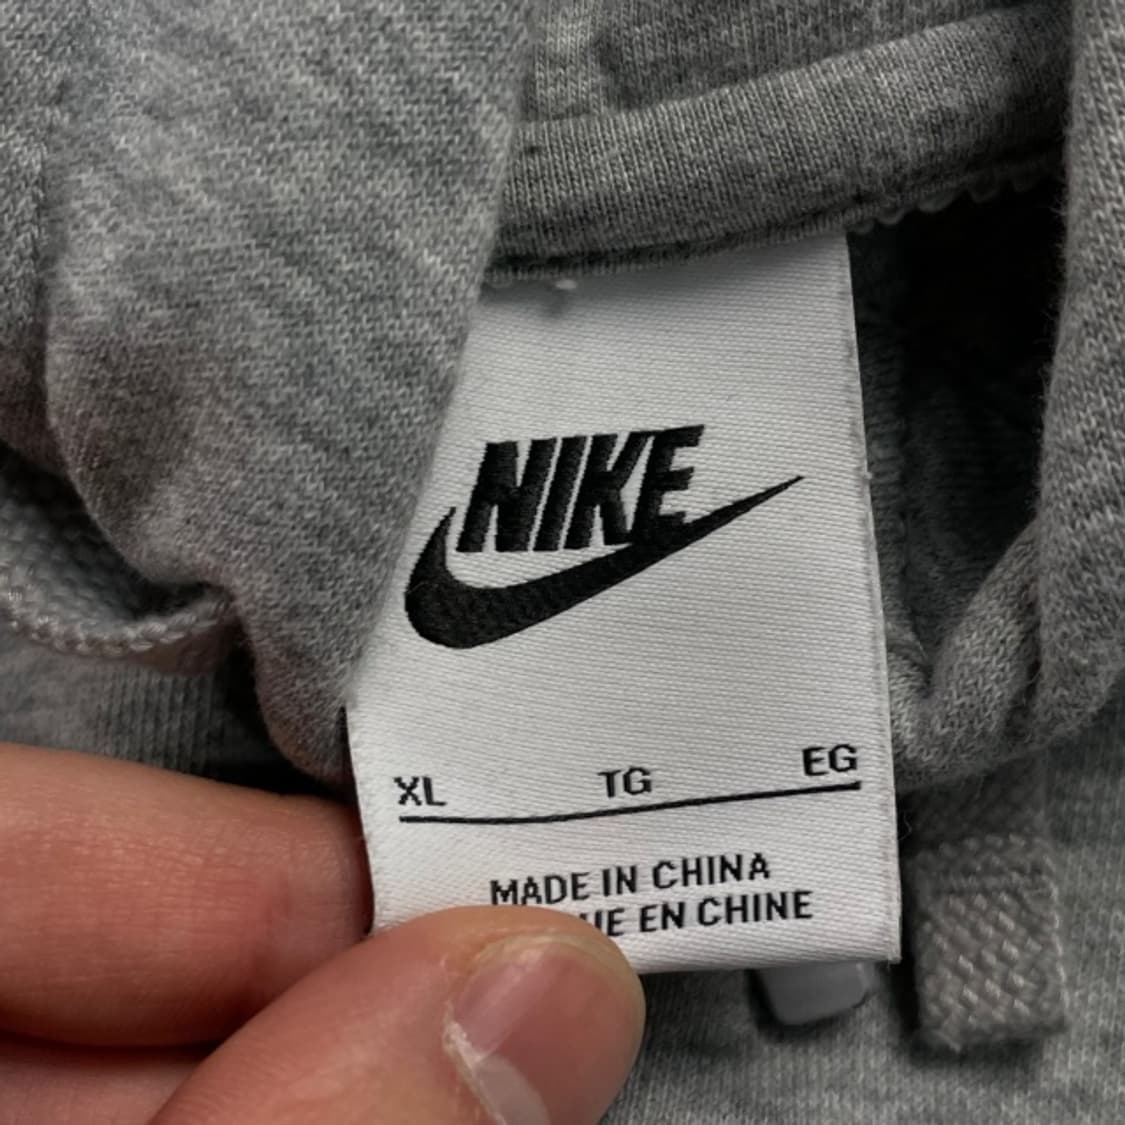 NIKE
XL TG EG
MADE IN CHINA
EN CHINE